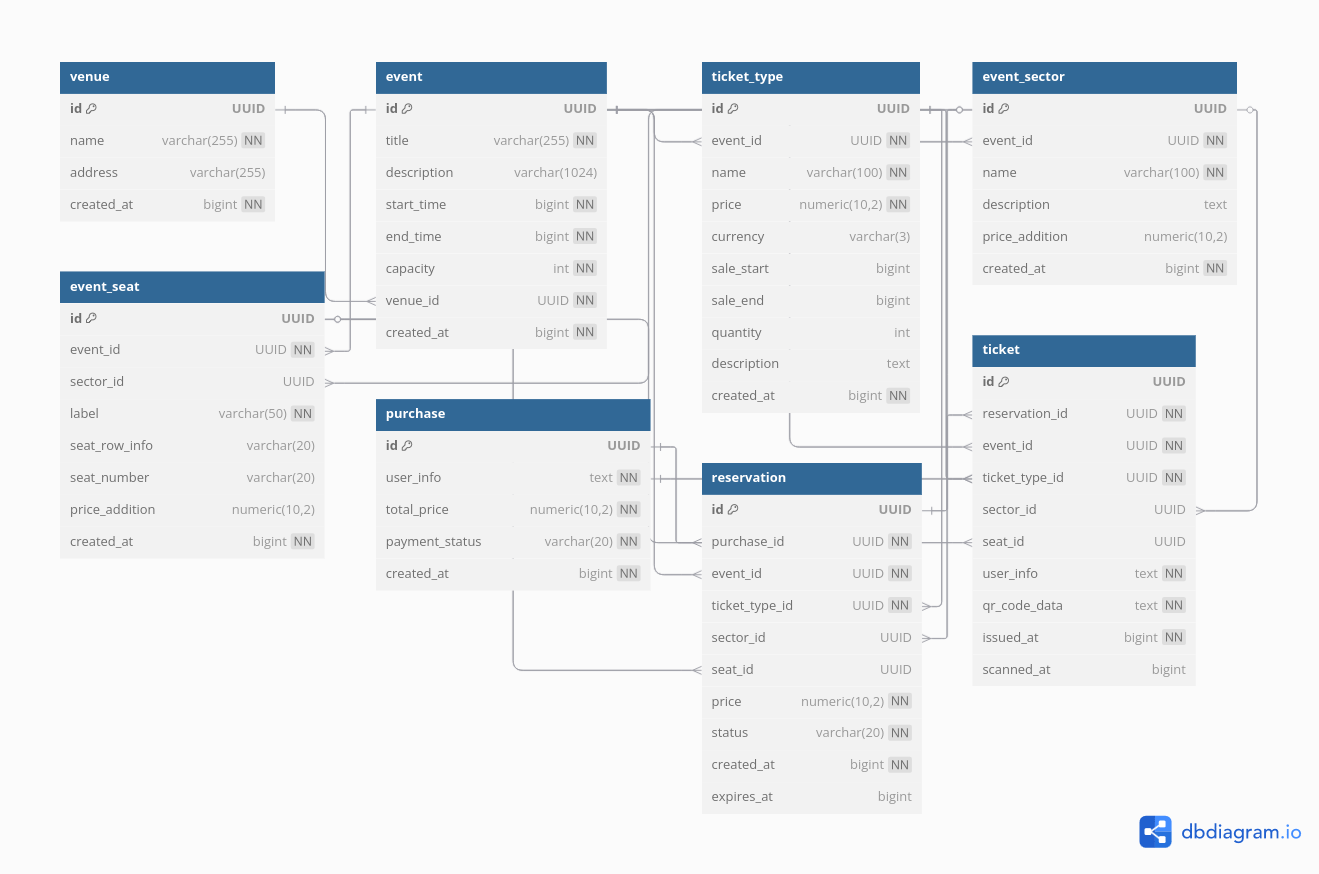 venue
id UUID
name varchar(255) NN
address varchar(255)
created_at bigint NN
event
id UUID
title varchar(255) NN
description varchar(1024)
start_time bigint NN
end_time bigint NN
capacity int NN
venue_id UUID NN
created_at bigint NN
ticket_type
id UUID
event_id UUID NN
name varchar(100) NN
price numeric(10,2) NN
currency varchar(3)
sale_start bigint
sale_end bigint
quantity int
description text
created_at bigint NN
event_sector
id UUID
event_id UUID NN
name varchar(100) NN
description text
price_addition numeric(10,2)
created_at bigint NN
event_seat
id UUID
event_id UUID NN
sector_id UUID
label varchar(50) NN
seat_row_info varchar(20)
seat_number varchar(20)
price_addition numeric(10,2)
created_at bigint NN
purchase
id UUID
user_info text NN
total_price numeric(10,2) NN
payment_status varchar(20) NN
created_at bigint NN
reservation
id UUID
purchase_id UUID NN
event_id UUID NN
ticket_type_id UUID NN
sector_id UUID
seat_id UUID
price numeric(10,2) NN
status varchar(20) NN
created_at bigint NN
expires_at bigint
ticket
id UUID
reservation_id UUID NN
event_id UUID NN
ticket_type_id UUID NN
sector_id UUID
seat_id UUID
user_info text NN
qr_code_data text NN
issued_at bigint NN
scanned_at bigint
dbdiagram.io